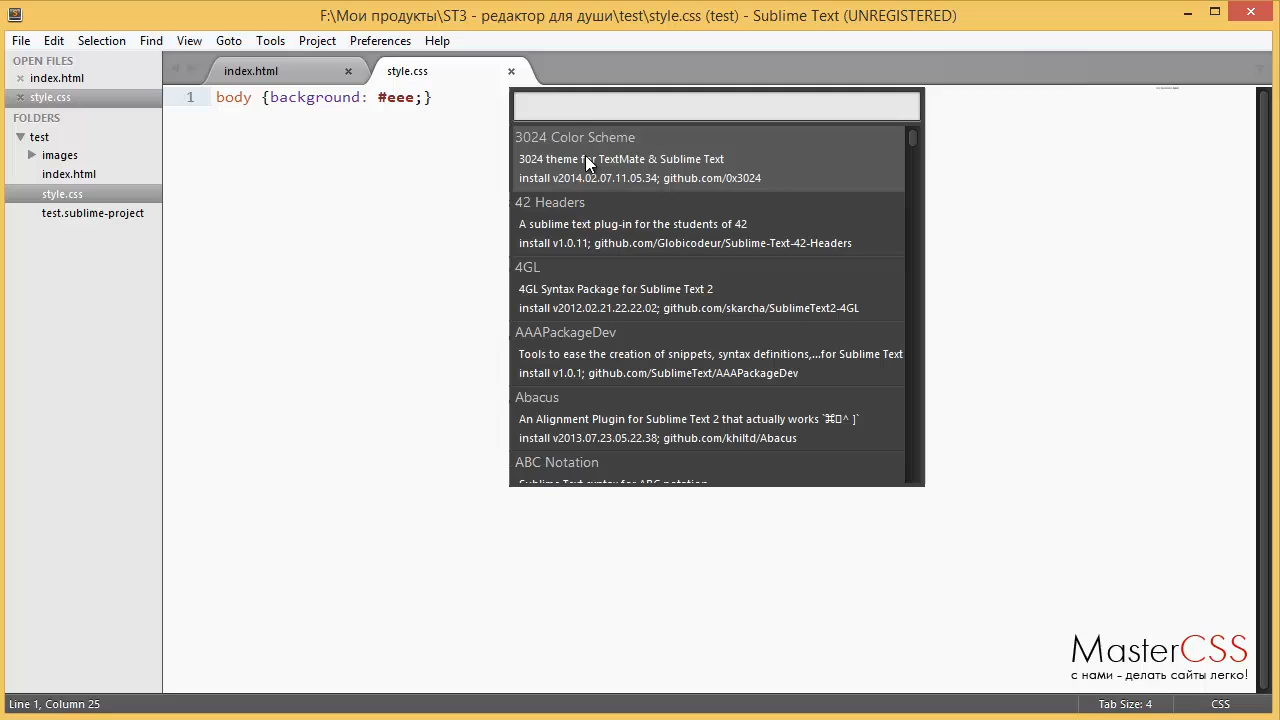 F:\Мои продукты\ST3 - редактор для души\test\style.css (test) - Sublime Text (UNREGISTERED)
File Edit Selection Find View Goto Tools Project Preferences Help
OPEN FILES
index.html
style.css
FOLDERS
test
images
index.html
style.css
test.sublime-project
index.html
style.css
1 body {background: #eee;}
3024 Color Scheme
3024 theme for TextMate & Sublime Text
install v2014.02.07.11.05.34; github.com/0x3024
42 Headers
A sublime text plug-in for the students of 42
install v1.0.11; github.com/Globicodeur/Sublime-Text-42-Headers
4GL
4GL Syntax Package for Sublime Text 2
install v2012.02.21.22.22.02; github.com/skarcha/SublimeText2-4GL
AAAPackageDev
Tools to ease the creation of snippets, syntax definitions,...for Sublime Text
install v1.0.1; github.com/SublimeText/AAAPackageDev
Abacus
An Alignment Plugin for Sublime Text 2 that actually works `⌘▯^ ]`
install v2013.07.23.05.22.38; github.com/khiltd/Abacus
ABC Notation
Sublime Text syntax for ABC notation
MasterCSS
с нами - делать сайты легко!
Line 1, Column 25
Tab Size: 4
CSS